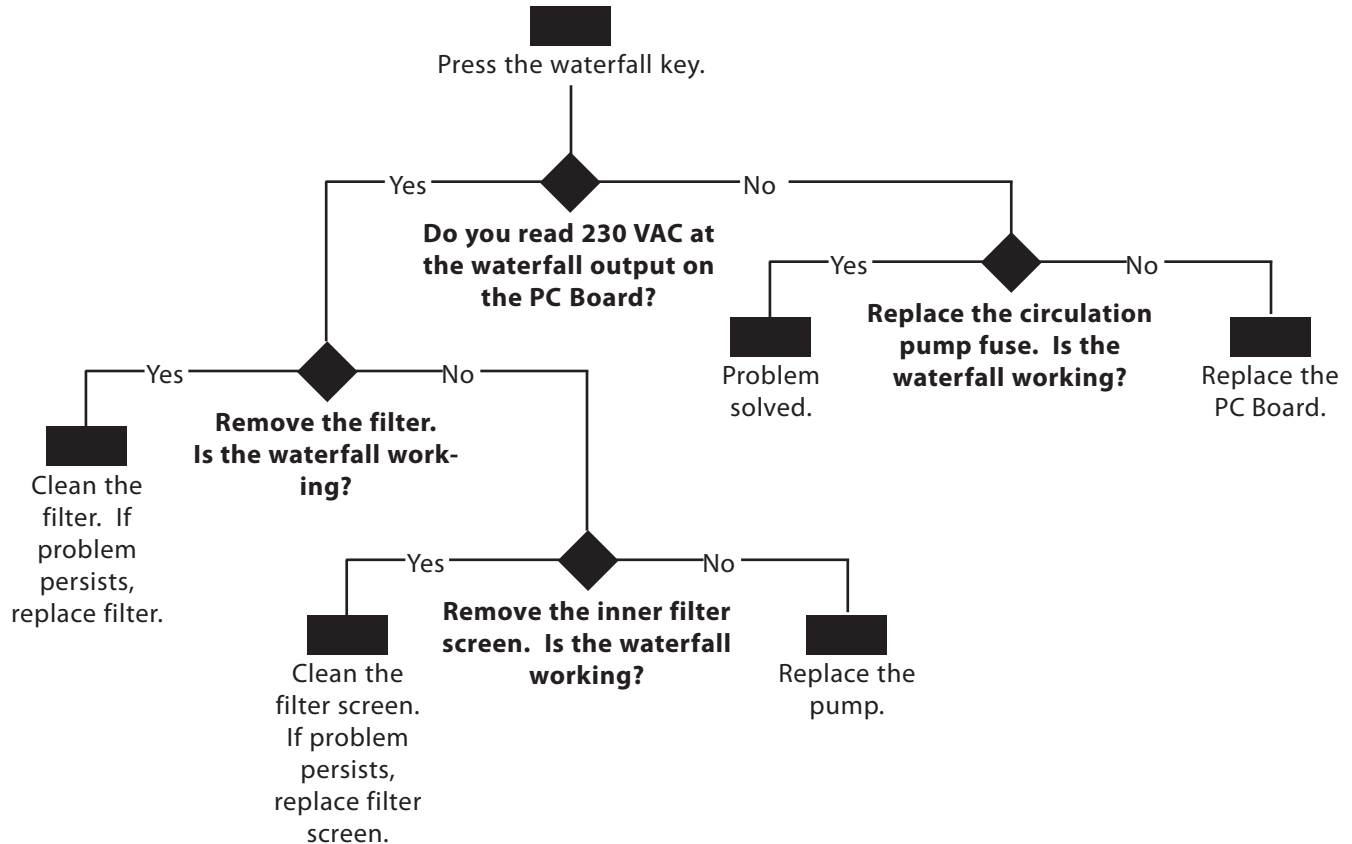 Press the waterfall key.
Yes
No
Do you read 230 VAC at
the waterfall output on
the PC Board?
Yes
No
Replace the circulation
pump fuse.  Is the
waterfall working?
Problem
solved.
Replace the
PC Board.
Yes
No
Remove the filter.
Is the waterfall work-
ing?
Clean the
filter.  If
problem
persists,
replace filter.
Yes
No
Remove the inner filter
screen.  Is the waterfall
working?
Clean the
filter screen.
If problem
persists,
replace filter
screen.
Replace the
pump.